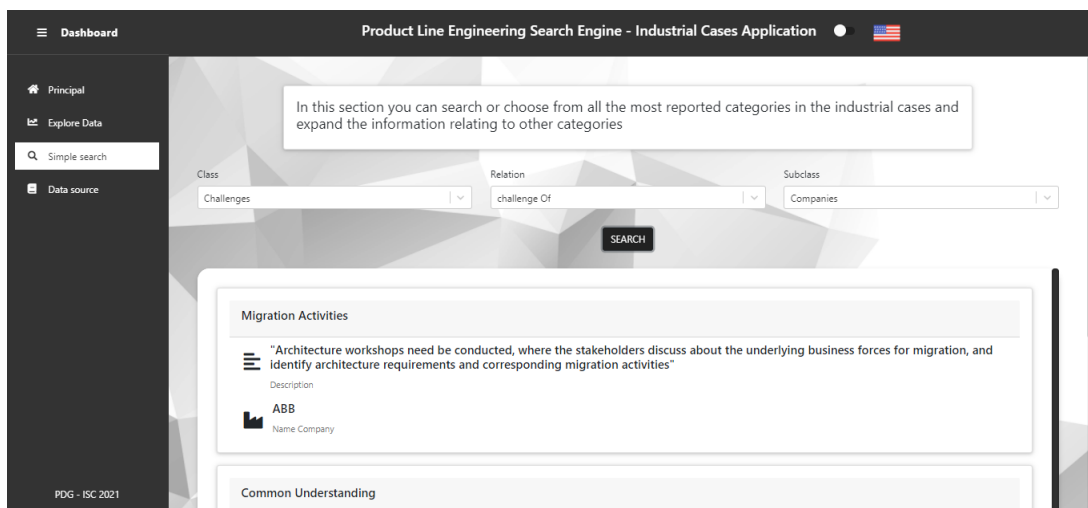 Dashboard
Product Line Engineering Search Engine - Industrial Cases Application
Principal
Explore Data
Simple search
Data source
In this section you can search or choose from all the most reported categories in the industrial cases and
expand the information relating to other categories
Class
Relation
Subclass
Challenges
challenge Of
Companies
SEARCH
Migration Activities
"Architecture workshops need be conducted, where the stakeholders discuss about the underlying business forces for migration, and
identify architecture requirements and corresponding migration activities"
Description
ABB
Name Company
Common Understanding
PDG - ISC 2021